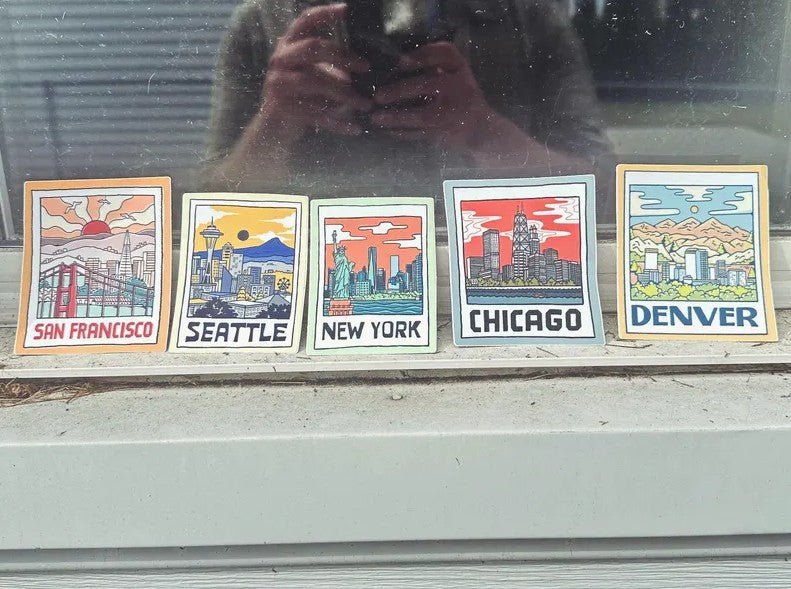 SAN FRANCISCO
SEATTLE
NEW YORK
CHICAGO
DENVER